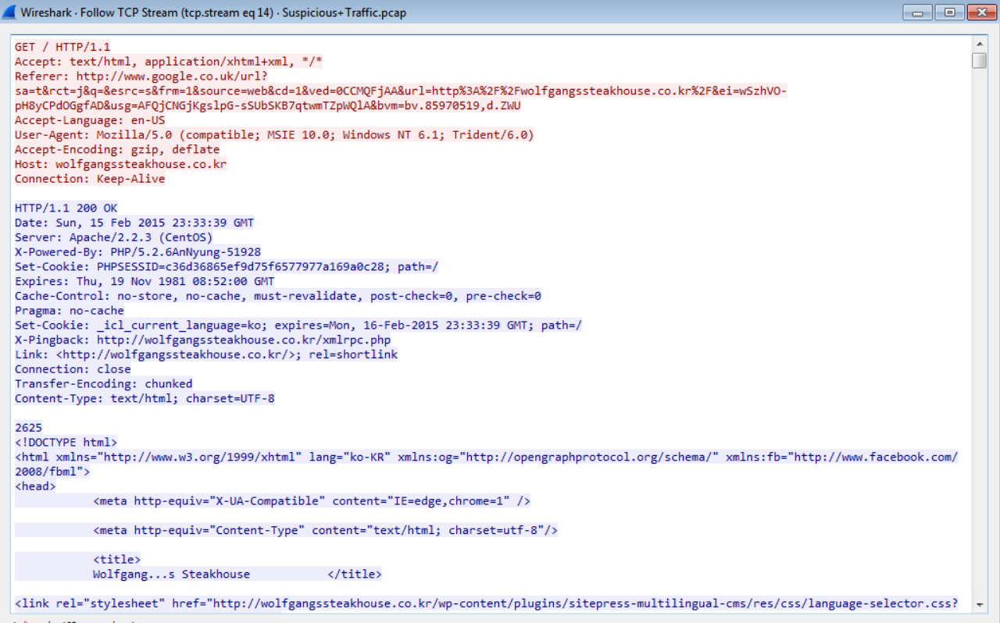 Wireshark · Follow TCP Stream (tcp.stream eq 14) · Suspicious+Traffic.pcap
GET / HTTP/1.1
Accept: text/html, application/xhtml+xml, */*
Referer: http://www.google.co.uk/url?
sa=t&rct=j&q=&esrc=s&frm=1&source=web&cd=1&ved=0CCMQFjAA&url=http%3A%2F%2Fwolfgangssteakhouse.co.kr%2F&ei=wSzhVO-
pH8yCPdOGgfAD&usg=AFQjCNGjKgslpG-sSUbSKB7qtwmTZpWQlA&bvm=bv.85970519,d.ZWU
Accept-Language: en-US
User-Agent: Mozilla/5.0 (compatible; MSIE 10.0; Windows NT 6.1; Trident/6.0)
Accept-Encoding: gzip, deflate
Host: wolfgangssteakhouse.co.kr
Connection: Keep-Alive
HTTP/1.1 200 OK
Date: Sun, 15 Feb 2015 23:33:39 GMT
Server: Apache/2.2.3 (CentOS)
X-Powered-By: PHP/5.2.6AnNyung-51928
Set-Cookie: PHPSESSID=c36d36865ef9d75f6577977a169a0c28; path=/
Expires: Thu, 19 Nov 1981 08:52:00 GMT
Cache-Control: no-store, no-cache, must-revalidate, post-check=0, pre-check=0
Pragma: no-cache
Set-Cookie: _icl_current_language=ko; expires=Mon, 16-Feb-2015 23:33:39 GMT; path=/
X-Pingback: http://wolfgangssteakhouse.co.kr/xmlrpc.php
Link: <http://wolfgangssteakhouse.co.kr/>; rel=shortlink
Connection: close
Transfer-Encoding: chunked
Content-Type: text/html; charset=UTF-8
2625
<!DOCTYPE html>
<html xmlns="http://www.w3.org/1999/xhtml" lang="ko-KR" xmlns:og="http://opengraphprotocol.org/schema/" xmlns:fb="http://www.facebook.com/
2008/fbml">
<head>
<meta http-equiv="X-UA-Compatible" content="IE=edge,chrome=1" />
<meta http-equiv="Content-Type" content="text/html; charset=utf-8"/>
<title>
Wolfgang...s Steakhouse </title>
<link rel="stylesheet" href="http://wolfgangssteakhouse.co.kr/wp-content/plugins/sitepress-multilingual-cms/res/css/language-selector.css?